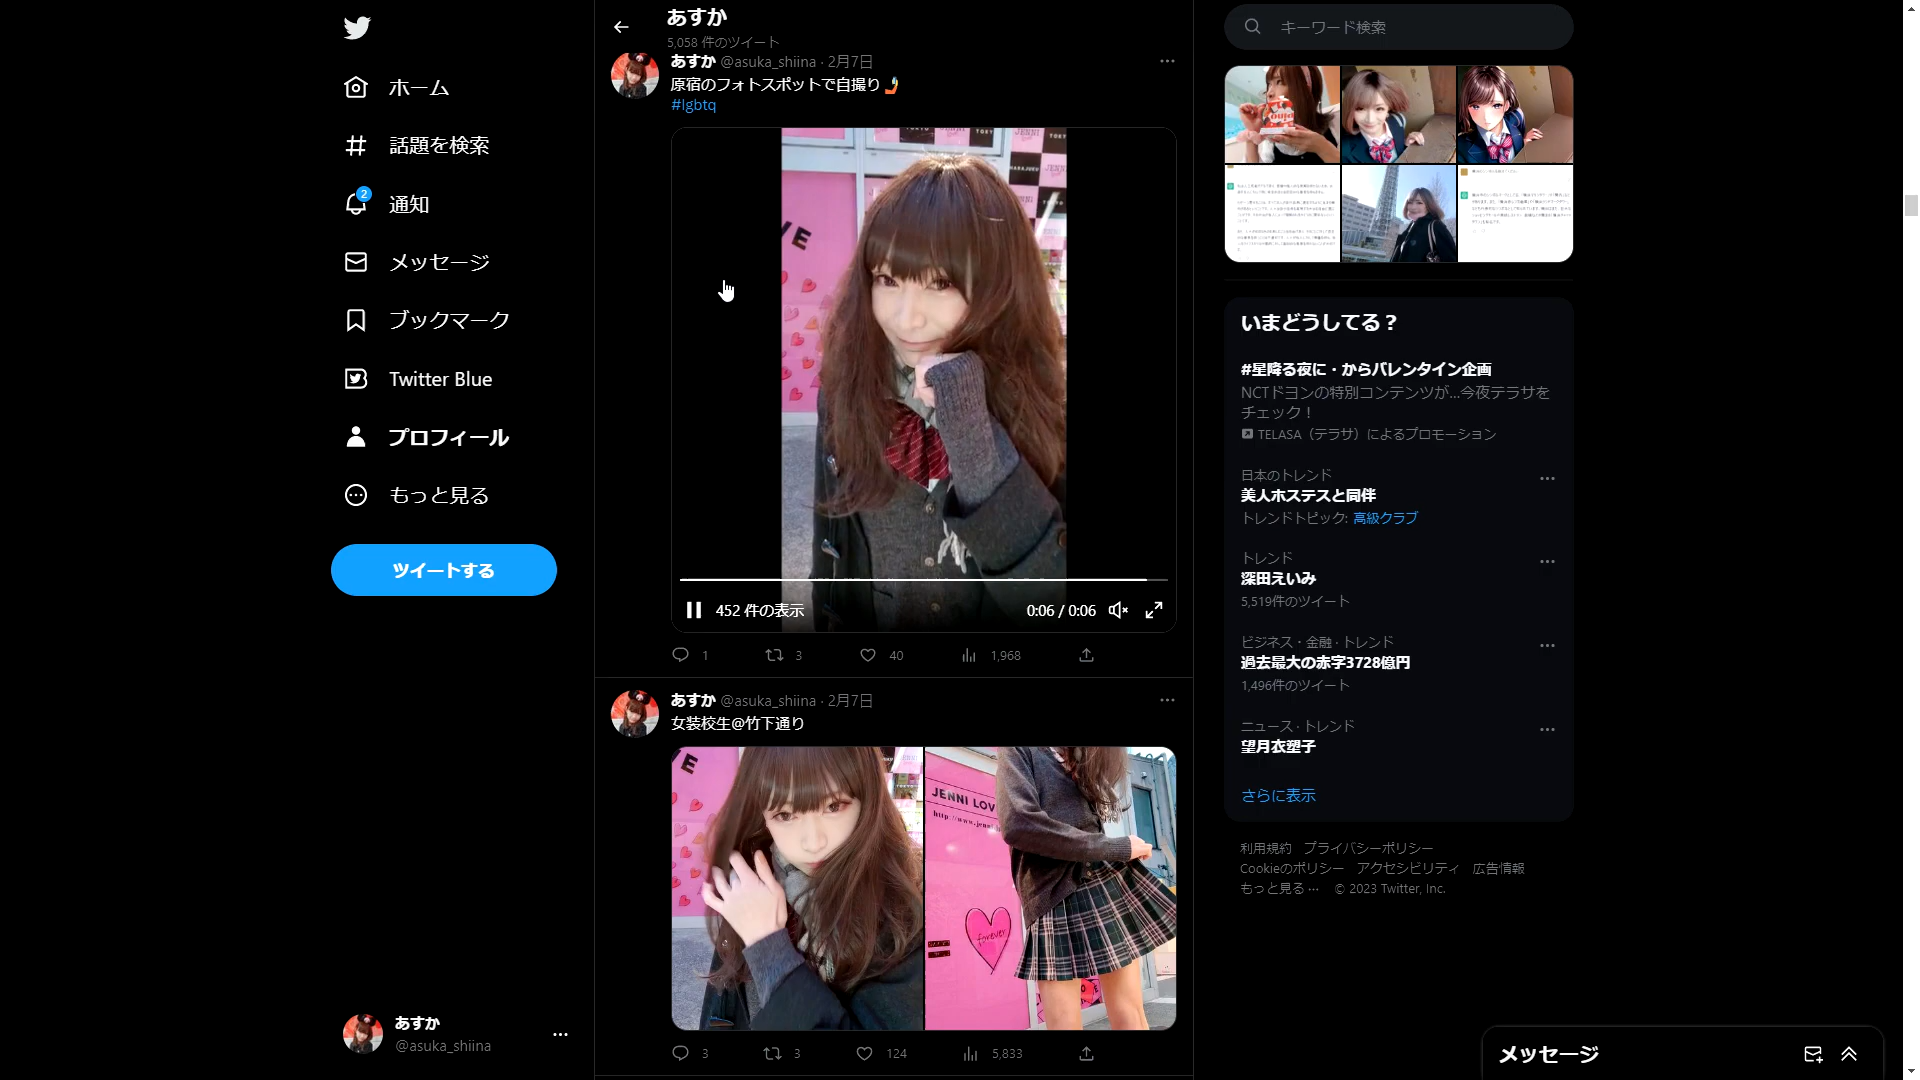 ホーム
話題を検索
2
通知
メッセージ
ブックマーク
Twitter Blue
プロフィール
もっと見る
ツイートする
あすか
@asuka_shiina
あすか
5,058 件のツイート
あすか @asuka_shiina · 2月7日
原宿のフォトスポットで自撮り🤳
#lgbtq
JENNI
452 件の表示
0:06 / 0:06
1
3
40
1,968
あすか @asuka_shiina · 2月7日
女装校生@竹下通り
JENNI LOV
http://www.jenni
forever
3
3
124
5,833
キーワード検索
いまどうしてる？
#星降る夜に・からバレンタイン企画
NCTドヨンの特別コンテンツが...今夜テラサを
チェック！
TELASA（テラサ）によるプロモーション
日本のトレンド
美人ホステスと同伴
トレンドトピック: 高級クラブ
トレンド
深田えいみ
5,519件のツイート
ビジネス・金融 · トレンド
過去最大の赤字3728億円
1,496件のツイート
ニュース · トレンド
望月衣塑子
さらに表示
利用規約 プライバシーポリシー
Cookieのポリシー アクセシビリティ 広告情報
もっと見る ··· © 2023 Twitter, Inc.
メッセージ